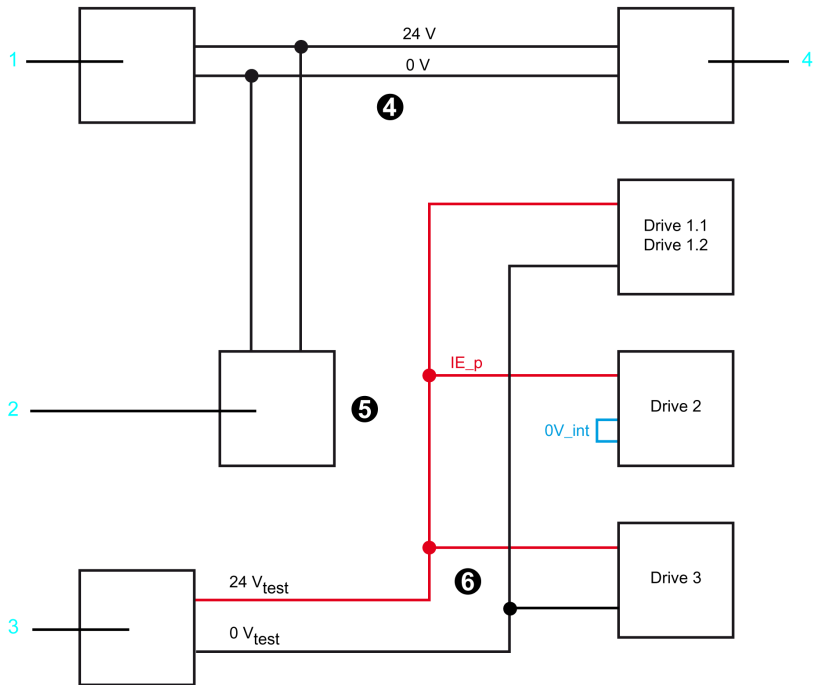 24 V
1
4
0 V
❹
Drive 1.1
Drive 1.2
IE_p
2
❺
Drive 2
0V_int
24 Vtest
❻
Drive 3
3
0 Vtest